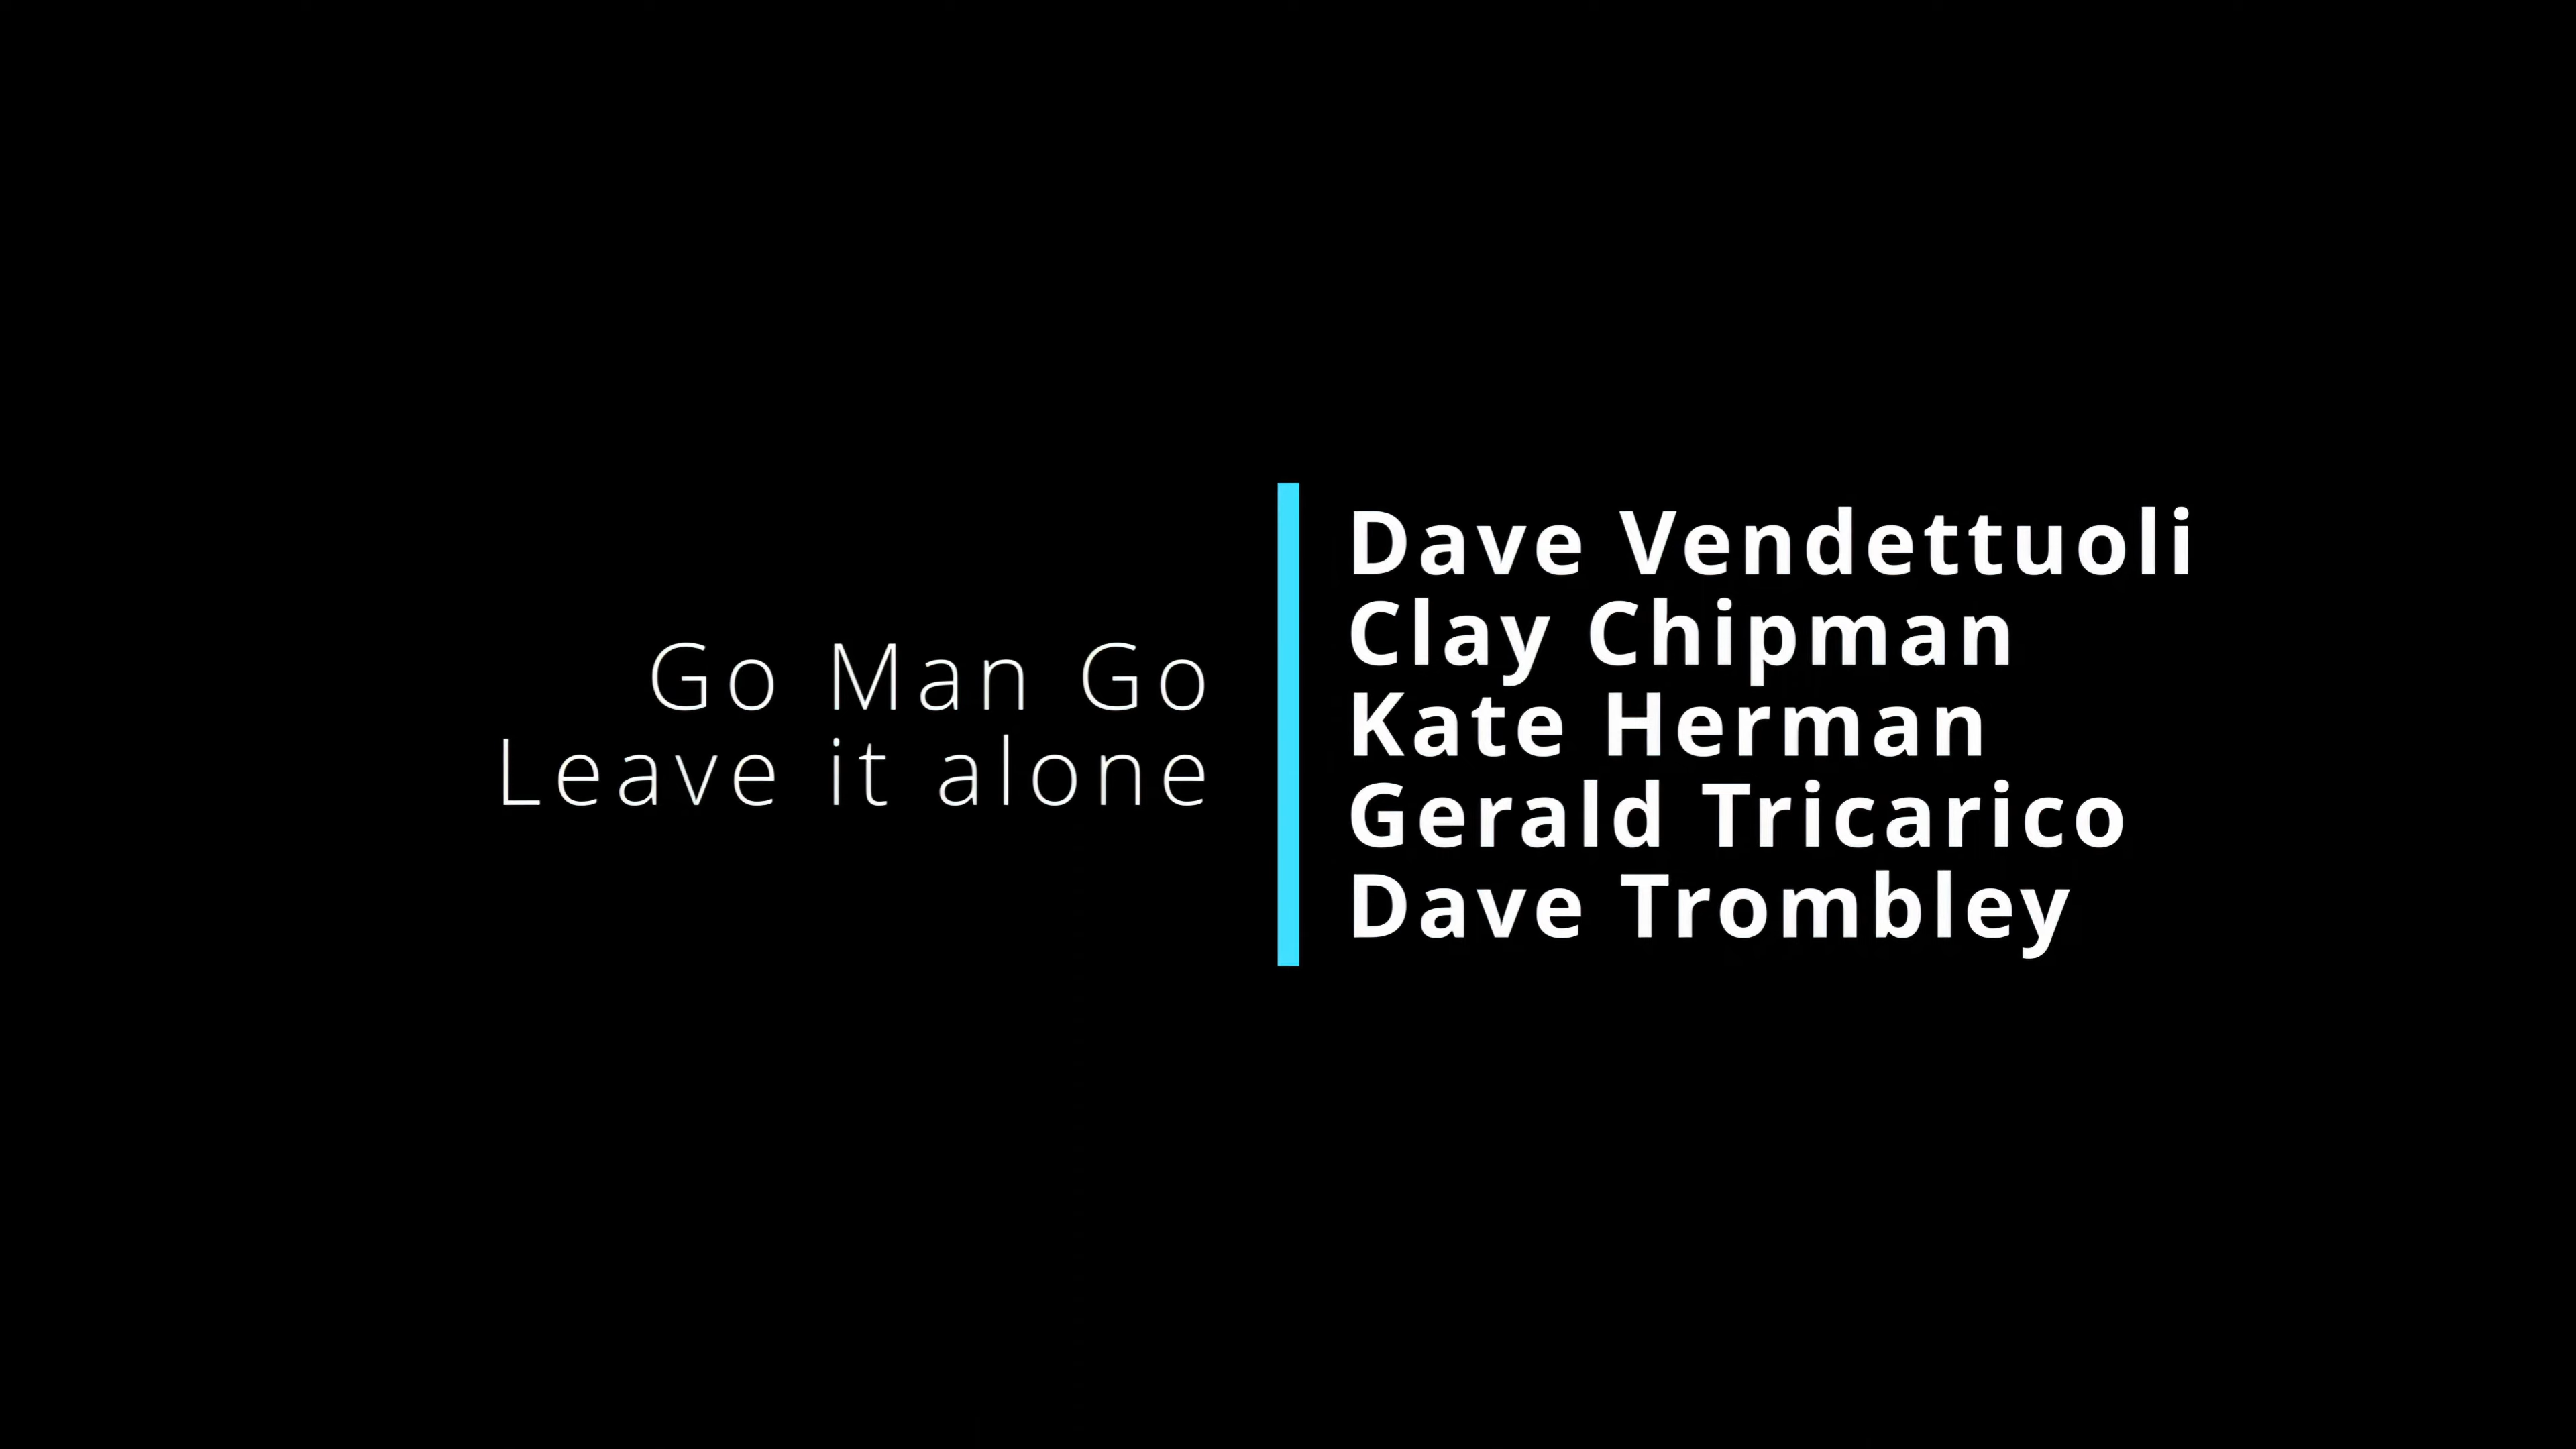 Go Man Go
Leave it alone
Dave Vendettuoli
Clay Chipman
Kate Herman
Gerald Tricarico
Dave Trombley